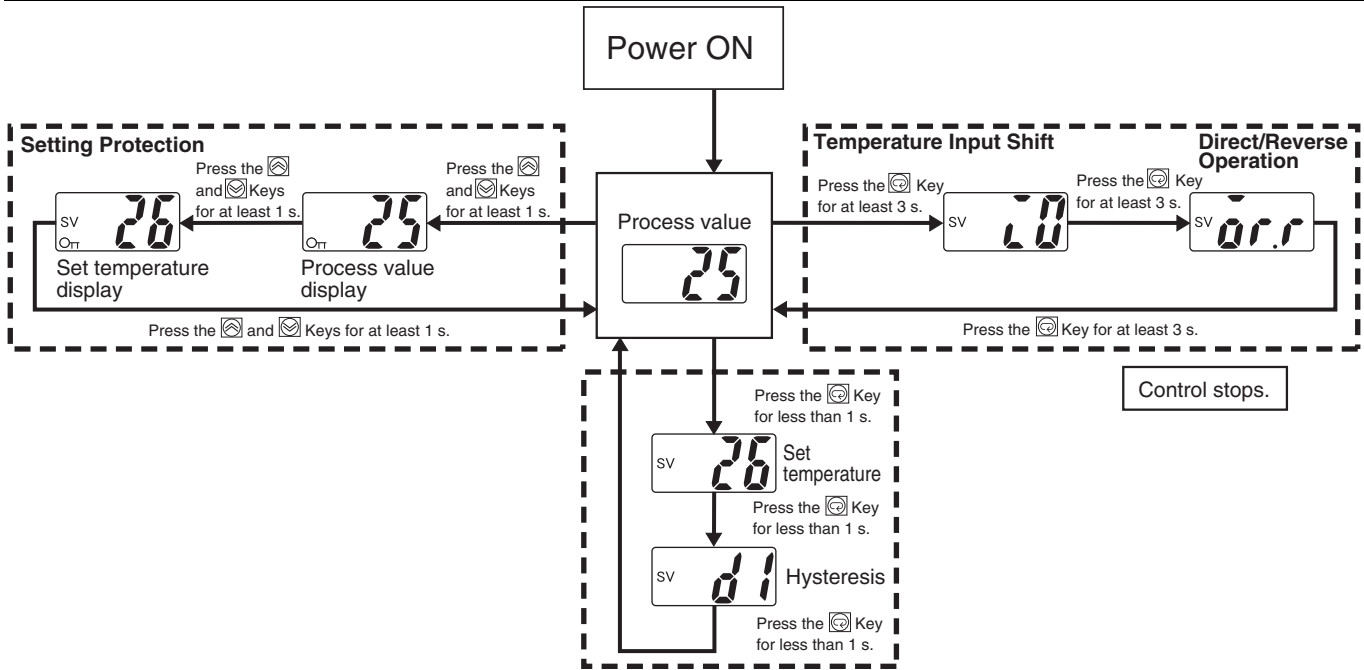 Power ON
Setting Protection
Press the
and Keys
for at least 1 s.
Press the
and Keys
for at least 1 s.
SV 26
Set temperature
display
25
Process value
display
Press the and Keys for at least 1 s.
Process value
25
Temperature Input Shift
Direct/Reverse
Operation
Press the Key
for at least 3 s.
Press the Key
for at least 3 s.
SV
SV
Press the Key for at least 3 s.
Control stops.
Press the Key
for less than 1 s.
SV 26
Set
temperature
Press the Key
for less than 1 s.
SV d1
Hysteresis
Press the Key
for less than 1 s.